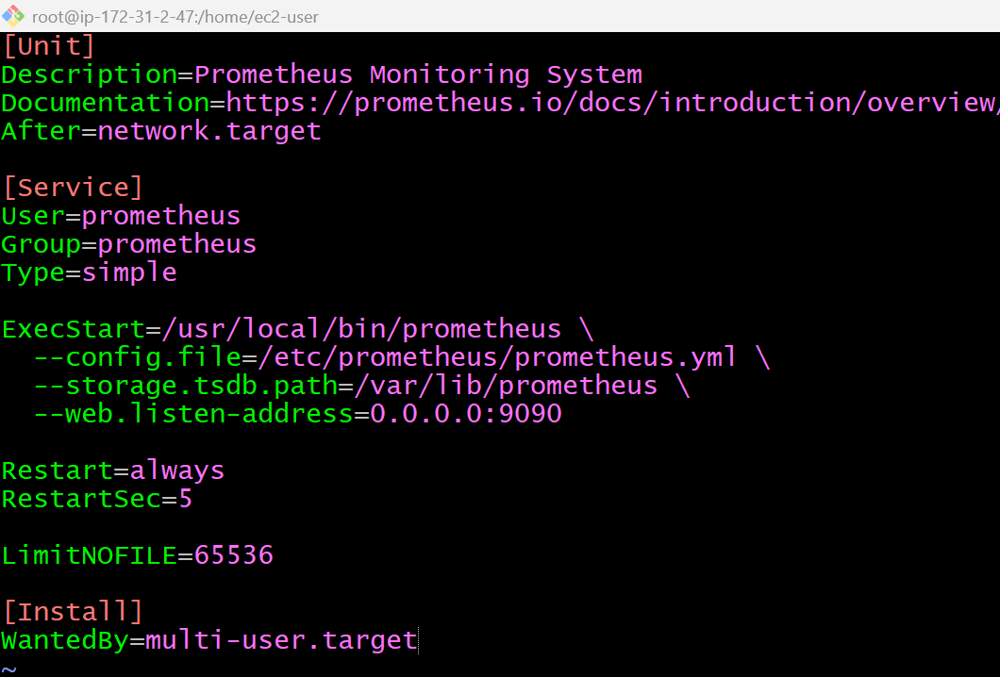 root@ip-172-31-2-47:/home/ec2-user
[Unit]
Description=Prometheus Monitoring System
Documentation=https://prometheus.io/docs/introduction/overview/
After=network.target
[Service]
User=prometheus
Group=prometheus
Type=simple
ExecStart=/usr/local/bin/prometheus \
  --config.file=/etc/prometheus/prometheus.yml \
  --storage.tsdb.path=/var/lib/prometheus \
  --web.listen-address=0.0.0.0:9090
Restart=always
RestartSec=5
LimitNOFILE=65536
[Install]
WantedBy=multi-user.target
~